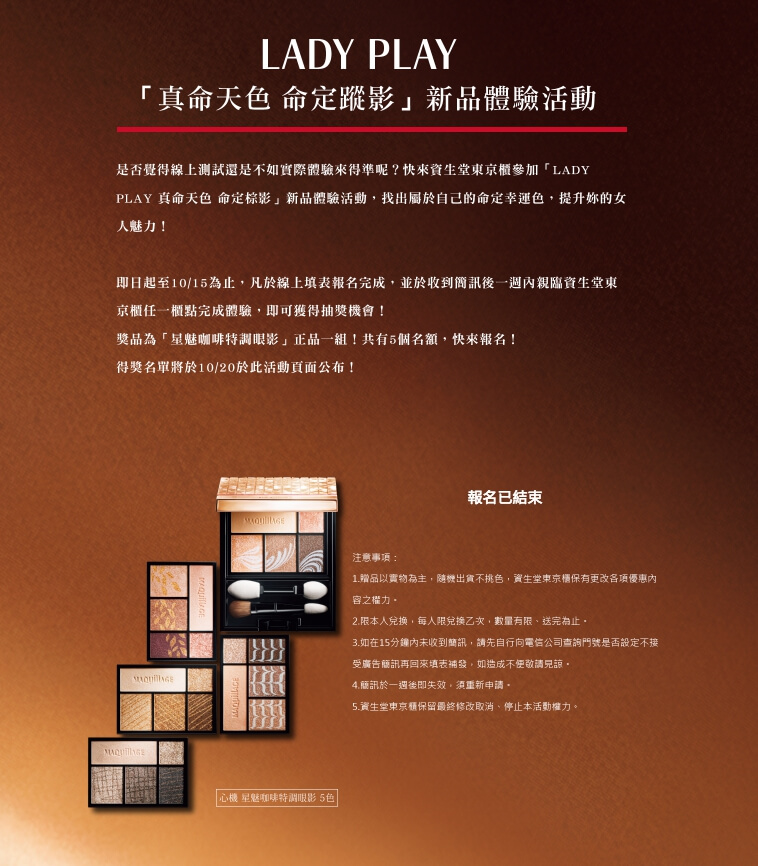 LADY PLAY
「真命天色 命定蹤影」新品體驗活動
是否覺得線上測試還是不如實際體驗來得準呢？快來資生堂東京櫃參加「LADY
PLAY 真命天色 命定棕影」新品體驗活動，找出屬於自己的命定幸運色，提升妳的女
人魅力！
即日起至10/15為止，凡於線上填表報名完成，並於收到簡訊後一週內親臨資生堂東
京櫃任一櫃點完成體驗，即可獲得抽獎機會！
獎品為「星魅咖啡特調眼影」正品一組！共有5個名額，快來報名！
得獎名單將於10/20於此活動頁面公布！
MAQUILLAGE
報名已結束
注意事項：
1.贈品以實物為主，隨機出貨不挑色，資生堂東京櫃保有更改各項優惠內
容之權力。
2.限本人兌換，每人限兌換乙次，數量有限、送完為止。
3.如在15分鐘內未收到簡訊，請先自行向電信公司查詢門號是否設定不接
受廣告簡訊再回來填表補發，如造成不便敬請見諒。
4.簡訊於一週後即失效，須重新申請。
5.資生堂東京櫃保留最終修改取消、停止本活動權力。
MAQUILLAGE
MAQUILLAGE
MAQUILLAGE
MAQUILLAGE
心機 星魅咖啡特調眼影 5色